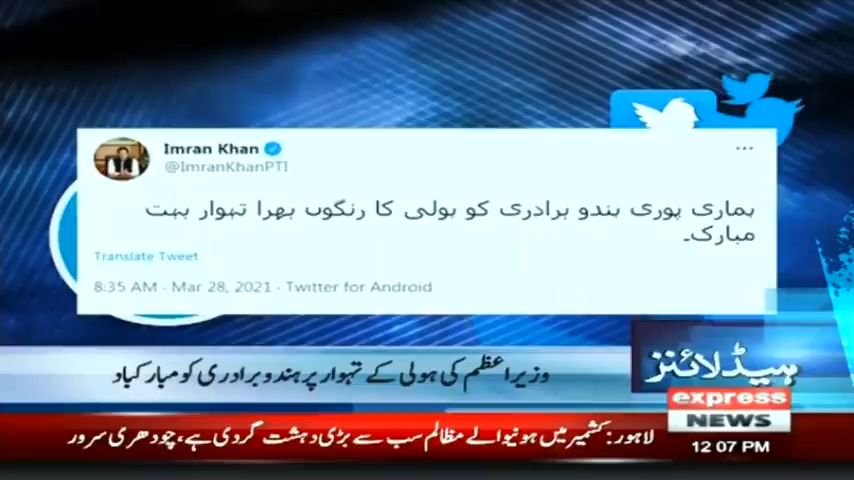 Imran Khan
@ImranKhanPTI
ہماری پوری ہندو برادری کو ہولی کا رنگوں بھرا تہوار بہت
مبارک۔
Translate Tweet
8:35 AM · Mar 28, 2021 · Twitter for Android
وزیراعظم کی ہولی کے تہوار پر ہندو برادری کو مبارکباد
ہیڈلائنز
express
NEWS
لاہور: کشمیر میں ہونیوالے مظالم سب سے بڑی دہشت گردی ہے، چودھری سرور
12:07 PM